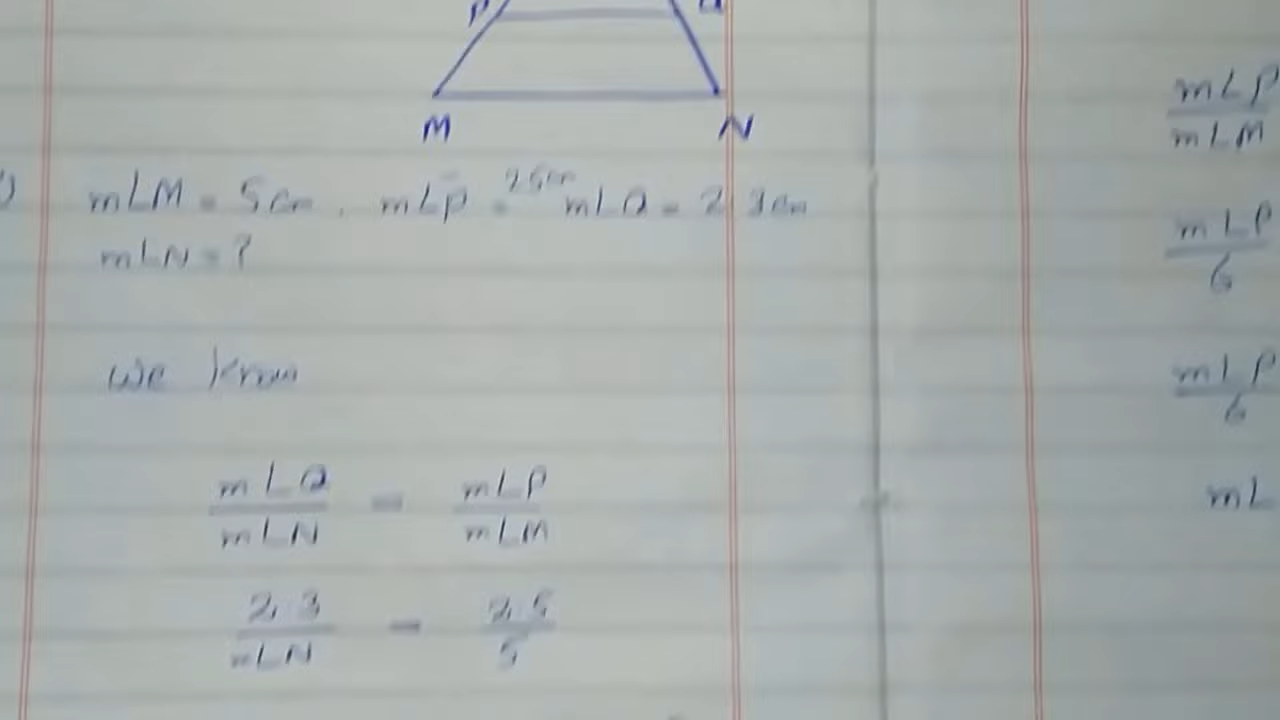 P
M N
mLM = 5cm, mLP = 2.5cm mLQ = 2.3cm
mLN = ?
we know
mLQ/mLN = mLP/mLM
2.3/mLN = 2.5/5
mLP/mLM
mLP/6
mLP/6
mL